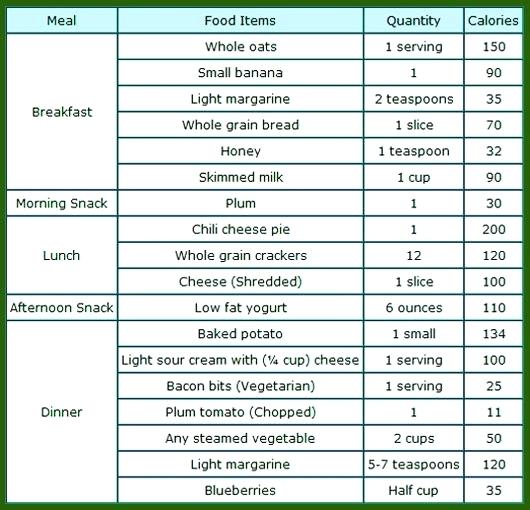 Meal Food Items Quantity Calories
Breakfast Whole oats 1 serving 150
Small banana 1 90
Light margarine 2 teaspoons 35
Whole grain bread 1 slice 70
Honey 1 teaspoon 32
Skimmed milk 1 cup 90
Morning Snack Plum 1 30
Lunch Chili cheese pie 1 200
Whole grain crackers 12 120
Cheese (Shredded) 1 slice 100
Afternoon Snack Low fat yogurt 6 ounces 110
Dinner Baked potato 1 small 134
Light sour cream with (¼ cup) cheese 1 serving 100
Bacon bits (Vegetarian) 1 serving 25
Plum tomato (Chopped) 1 11
Any steamed vegetable 2 cups 50
Light margarine 5-7 teaspoons 120
Blueberries Half cup 35